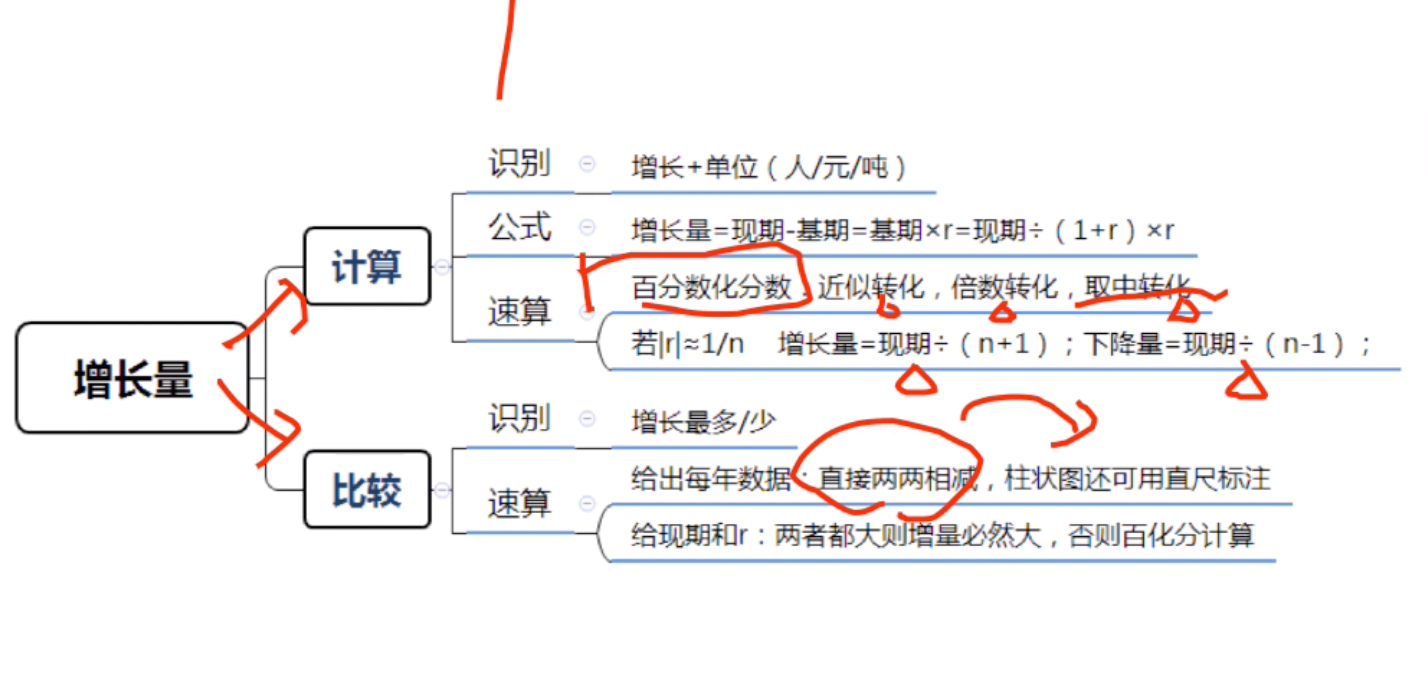 增长量
计算
识别
增长+单位（人/元/吨）
公式
增长量=现期-基期=基期×r=现期÷（1+r）×r
速算
百分数化分数，近似转化，倍数转化，取中转化
若|r|≈1/n 增长量=现期÷（n+1）；下降量=现期÷（n-1）；
比较
识别
增长最多/少
速算
给出每年数据：直接两两相减，柱状图还可用直尺标注
给现期和r：两者都大则增量必然大，否则百化分计算